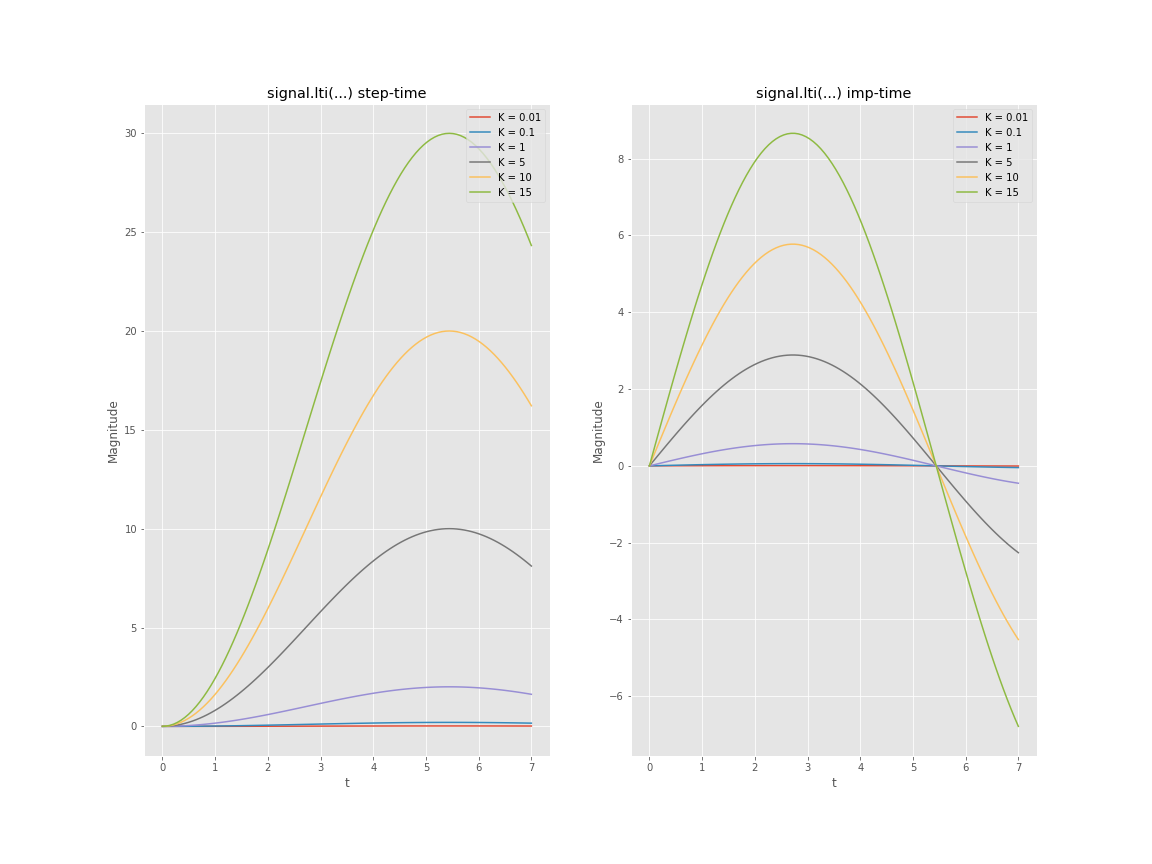 signal.lti(...) step-time
K = 0.01
K = 0.1
K = 1
K = 5
K = 10
K = 15
30
25
20
15
10
5
0
Magnitude
0 1 2 3 4 5 6 7
t
signal.lti(...) imp-time
K = 0.01
K = 0.1
K = 1
K = 5
K = 10
K = 15
8
6
4
2
0
−2
−4
−6
Magnitude
0 1 2 3 4 5 6 7
t